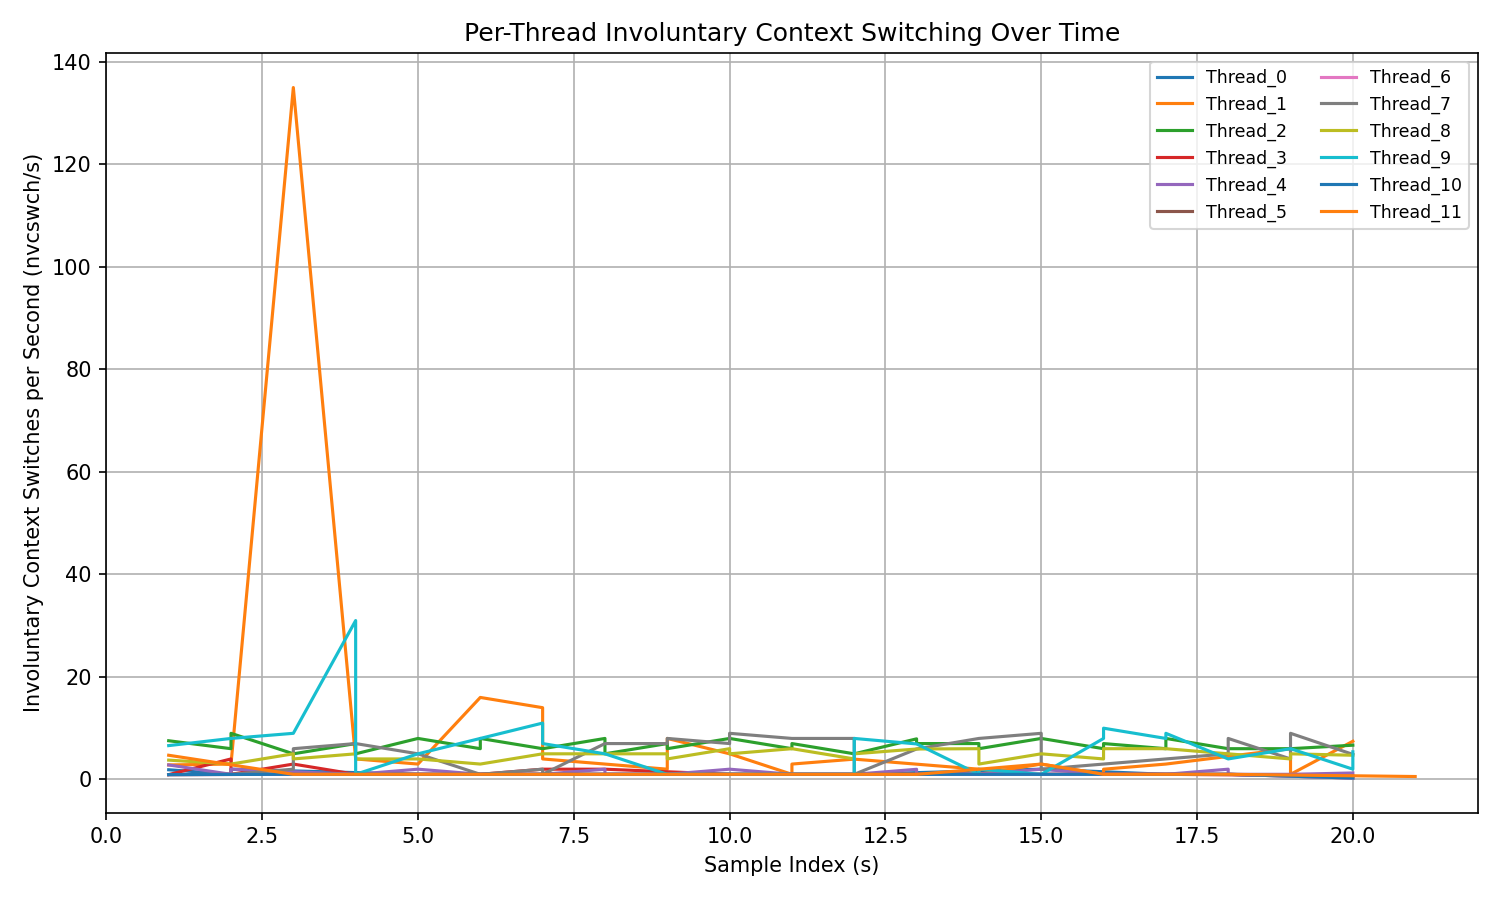 Per-Thread Involuntary Context Switching Over Time
Involuntary Context Switches per Second (nvcswch/s)
140
120
100
80
60
40
20
0
Thread_0
Thread_1
Thread_2
Thread_3
Thread_4
Thread_5
Thread_6
Thread_7
Thread_8
Thread_9
Thread_10
Thread_11
0.0
2.5
5.0
7.5
10.0
12.5
15.0
17.5
20.0
Sample Index (s)